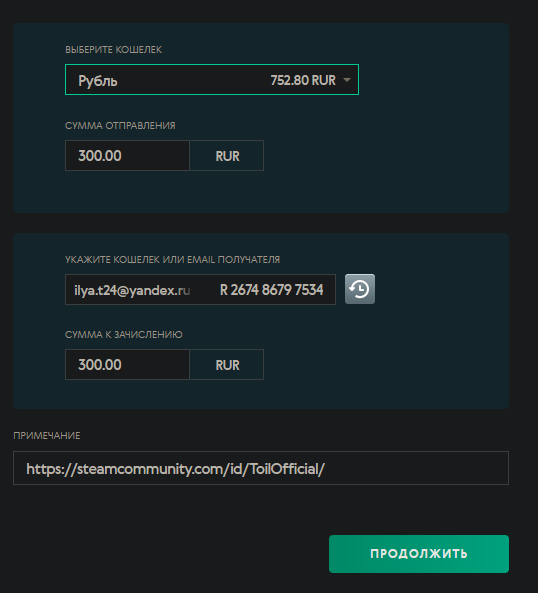 ВЫБЕРИТЕ КОШЕЛЕК
Рубль 752.80 RUR
СУММА ОТПРАВЛЕНИЯ
300.00 RUR
УКАЖИТЕ КОШЕЛЕК ИЛИ EMAIL ПОЛУЧАТЕЛЯ
ilya.t24@yandex.ru R 2674 8679 7534
СУММА К ЗАЧИСЛЕНИЮ
300.00 RUR
ПРИМЕЧАНИЕ
https://steamcommunity.com/id/ToilOfficial/
ПРОДОЛЖИТЬ